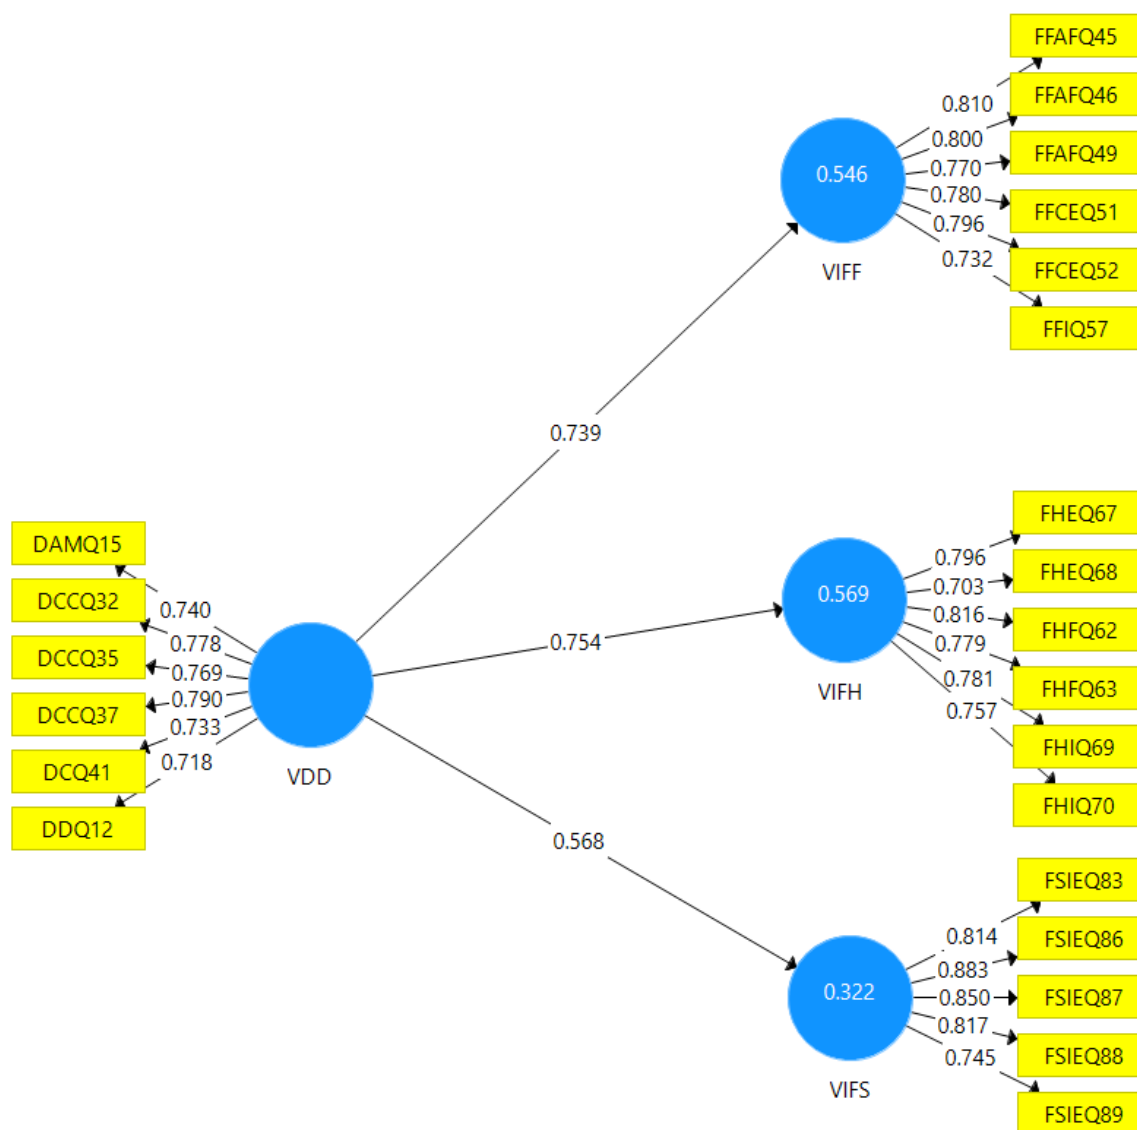 FFAFQ45
0.810
FFAFQ46
0.800
FFAFQ49
0.770
0.546
0.780
FFCEQ51
0.796
FFCEQ52
0.732
VIFF
FFIQ57
0.739
FHEQ67
DAMQ15
0.796
FHEQ68
0.703
DCCQ32
0.740
0.569
0.816
FHFQ62
0.778
0.754
0.779
DCCQ35
0.769
0.781
FHFQ63
0.790
VIFH
0.757
DCCQ37
0.733
FHIQ69
DCQ41
0.718
VDD
FHIQ70
DDQ12
0.568
FSIEQ83
0.814
FSIEQ86
0.883
0.322
0.850
FSIEQ87
0.817
FSIEQ88
0.745
VIFS
FSIEQ89